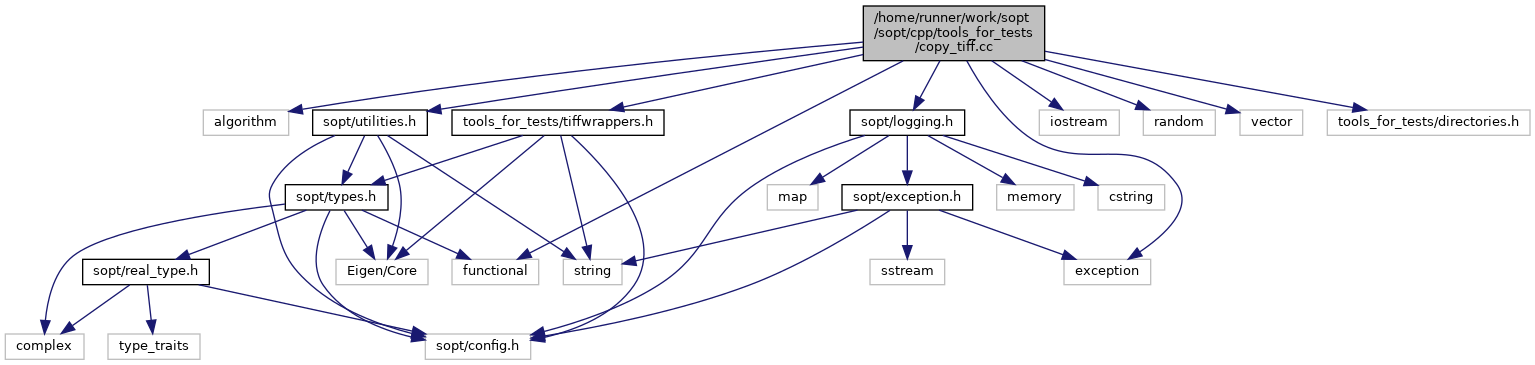 /home/runner/work/sopt
/sopt/cpp/tools_for_tests
/copy_tiff.cc
algorithm
sopt/utilities.h
tools_for_tests/tiffwrappers.h
sopt/logging.h
iostream
random
vector
tools_for_tests/directories.h
sopt/types.h
map
sopt/exception.h
memory
cstring
sopt/real_type.h
Eigen/Core
functional
string
sstream
exception
complex
type_traits
sopt/config.h